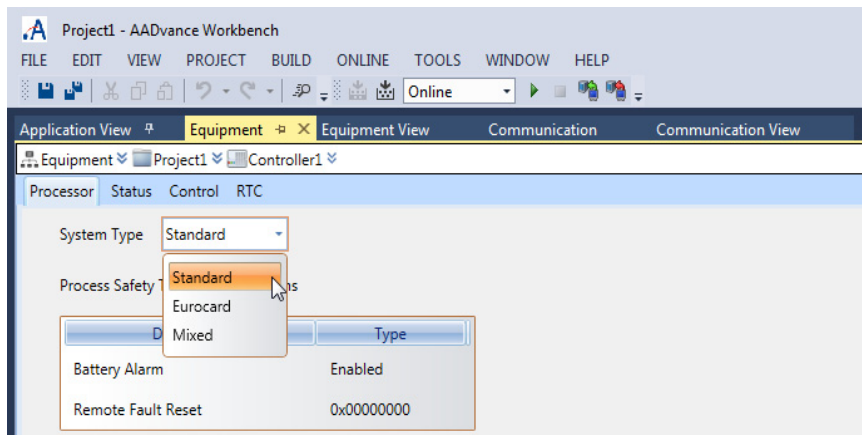 Project1 - AADvance Workbench
FILE EDIT VIEW PROJECT BUILD ONLINE TOOLS WINDOW HELP
Online
Application View Equipment Equipment View Communication Communication View
Equipment Project1 Controller1
Processor Status Control RTC
System Type Standard
Standard
Process Safety
Eurocard
Mixed
Type
Battery Alarm Enabled
Remote Fault Reset 0x00000000